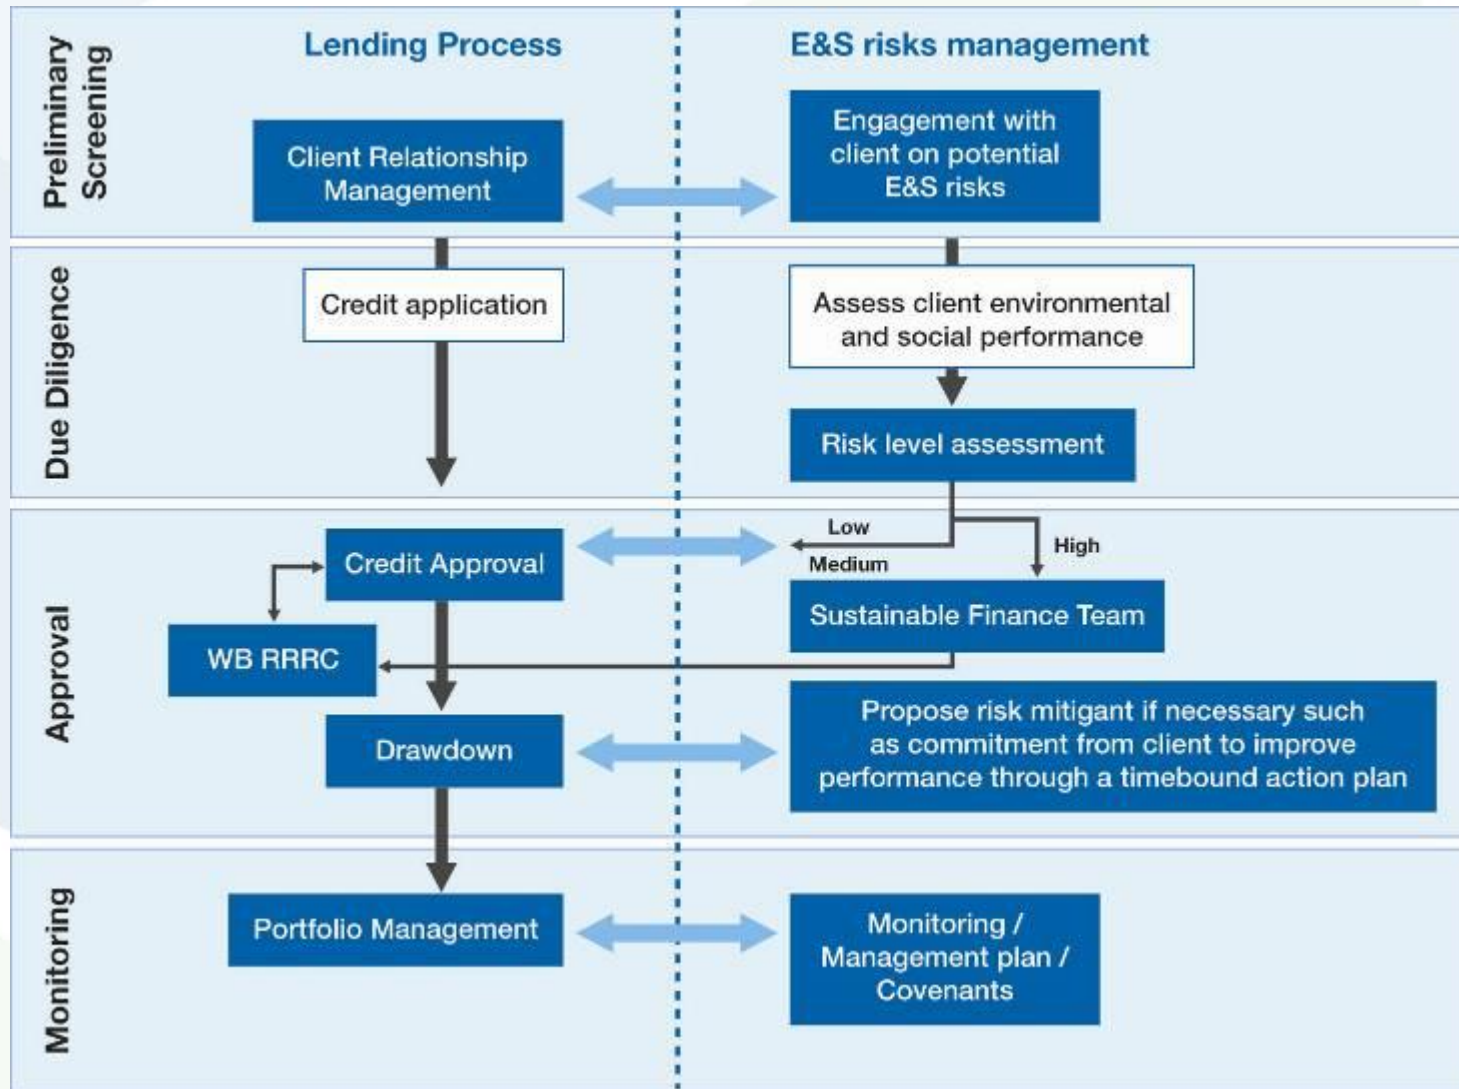 Lending Process
E&S risks management
Preliminary
Screening
Client Relationship
Management
Engagement with
client on potential
E&S risks
Due Diligence
Credit application
Assess client environmental
and social performance
Risk level assessment
Approval
Low
Medium
High
Credit Approval
Sustainable Finance Team
WB RRRC
Drawdown
Propose risk mitigant if necessary such
as commitment from client to improve
performance through a timebound action plan
Monitoring
Portfolio Management
Monitoring /
Management plan /
Covenants